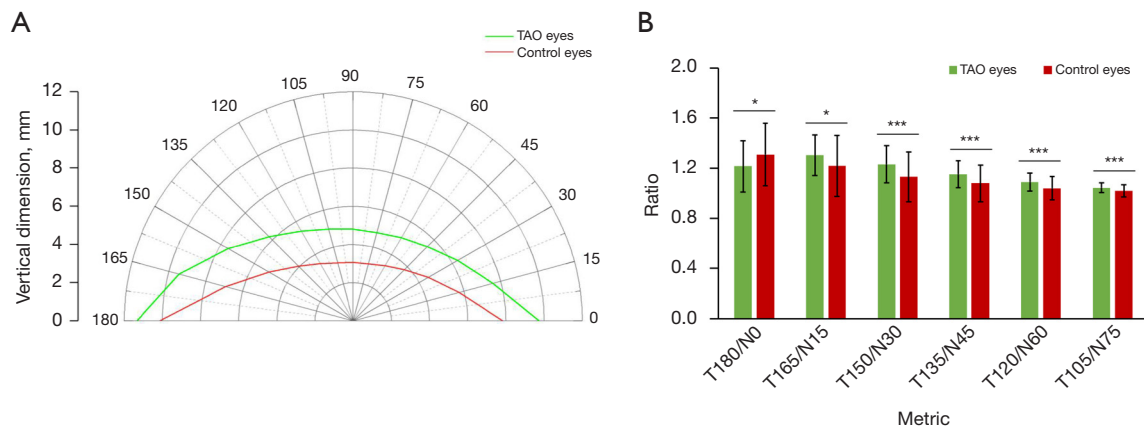 A
TAO eyes
Control eyes
Vertical dimension, mm
12
10
8
6
4
2
0
180
165
150
135
120
105
90
75
60
45
30
15
0
B
TAO eyes
Control eyes
Ratio
2.0
1.6
1.2
0.8
0.4
0.0
*
*
***
***
***
***
T180/N0
T165/N15
T150/N30
T135/N45
T120/N60
T105/N75
Metric